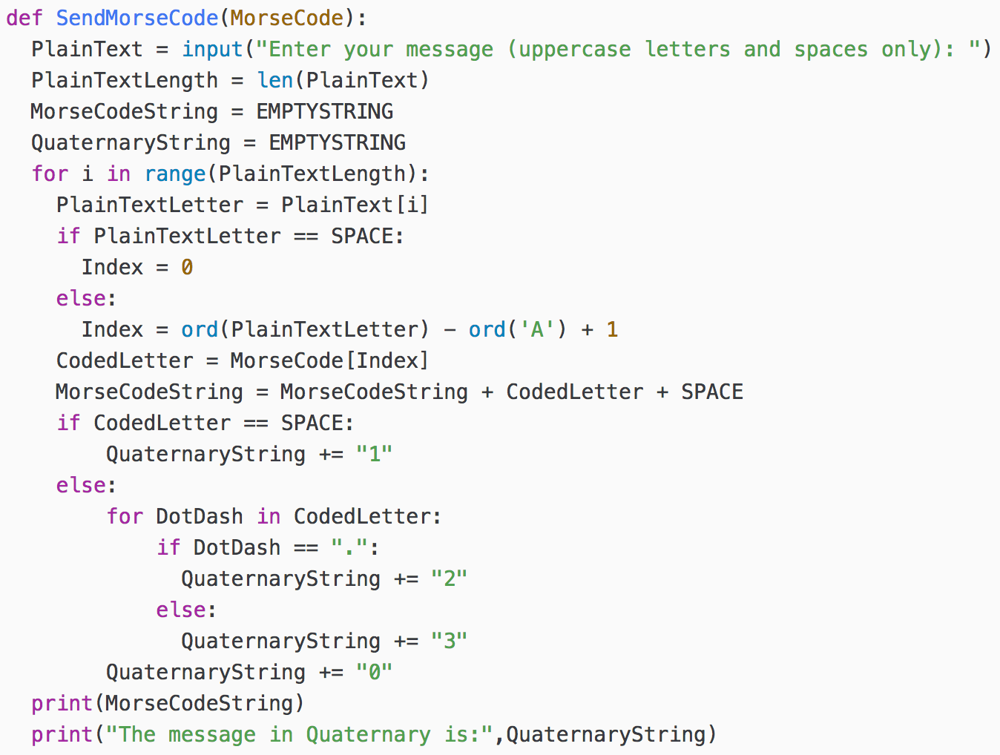 def SendMorseCode(MorseCode):
  PlainText = input("Enter your message (uppercase letters and spaces only): ")
  PlainTextLength = len(PlainText)
  MorseCodeString = EMPTYSTRING
  QuaternaryString = EMPTYSTRING
  for i in range(PlainTextLength):
    PlainTextLetter = PlainText[i]
    if PlainTextLetter == SPACE:
      Index = 0
    else:
      Index = ord(PlainTextLetter) - ord('A') + 1
    CodedLetter = MorseCode[Index]
    MorseCodeString = MorseCodeString + CodedLetter + SPACE
    if CodedLetter == SPACE:
        QuaternaryString += "1"
    else:
        for DotDash in CodedLetter:
            if DotDash == ".":
              QuaternaryString += "2"
            else:
              QuaternaryString += "3"
        QuaternaryString += "0"
  print(MorseCodeString)
  print("The message in Quaternary is:",QuaternaryString)